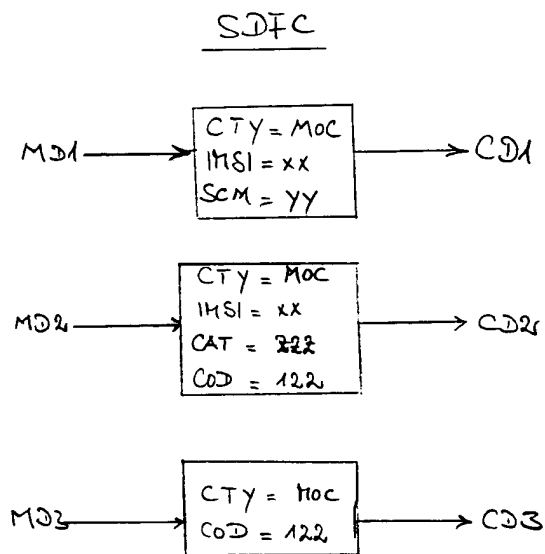 SDFC
CTY = MOC
MD1 IMSI = xx CD1
SCM = YY
CTY = MOC
IMSI = xx
MD2 CD2
CAT = ZZZ
COD = 122
CTY = MOC
MD3 CD3
COD = 122